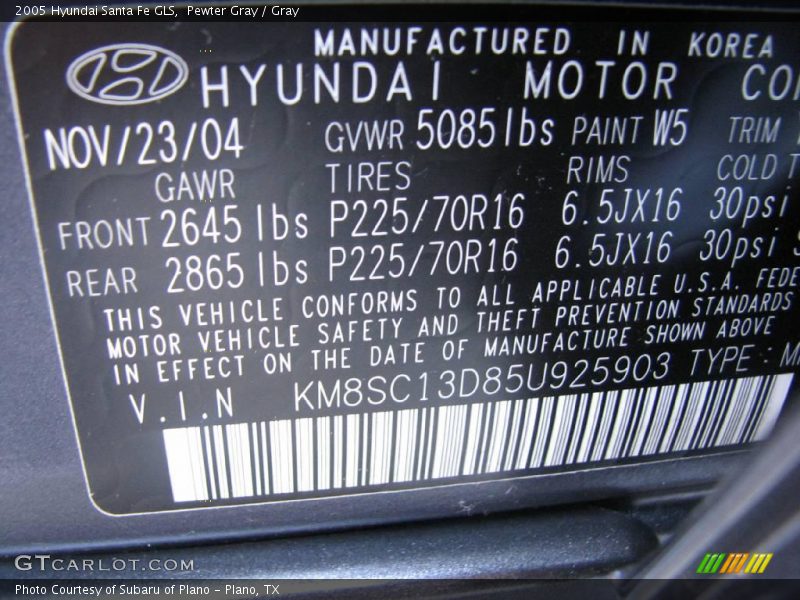 2005 Hyundai Santa Fe GLS, Pewter Gray / Gray
MANUFACTURED IN KOREA
HYUNDAI MOTOR
NOV/23/04 GVWR 5085lbs PAINT W5 TRIM
GAWR TIRES RIMS COLD
FRONT 2645 lbs P225/70R16 6.5JX16 30psi
REAR 2865 lbs P225/70R16 6.5JX16 30psi
THIS VEHICLE CONFORMS TO ALL APPLICABLE U.S.A.
MOTOR VEHICLE SAFETY AND THEFT PREVENTION STANDARDS
IN EFFECT ON THE DATE OF MANUFACTURE SHOWN ABOVE
V.I.N KM8SC13D85U925903 TYPE :
GTCARLOT.COM
Photo Courtesy of Subaru of Plano - Plano, TX